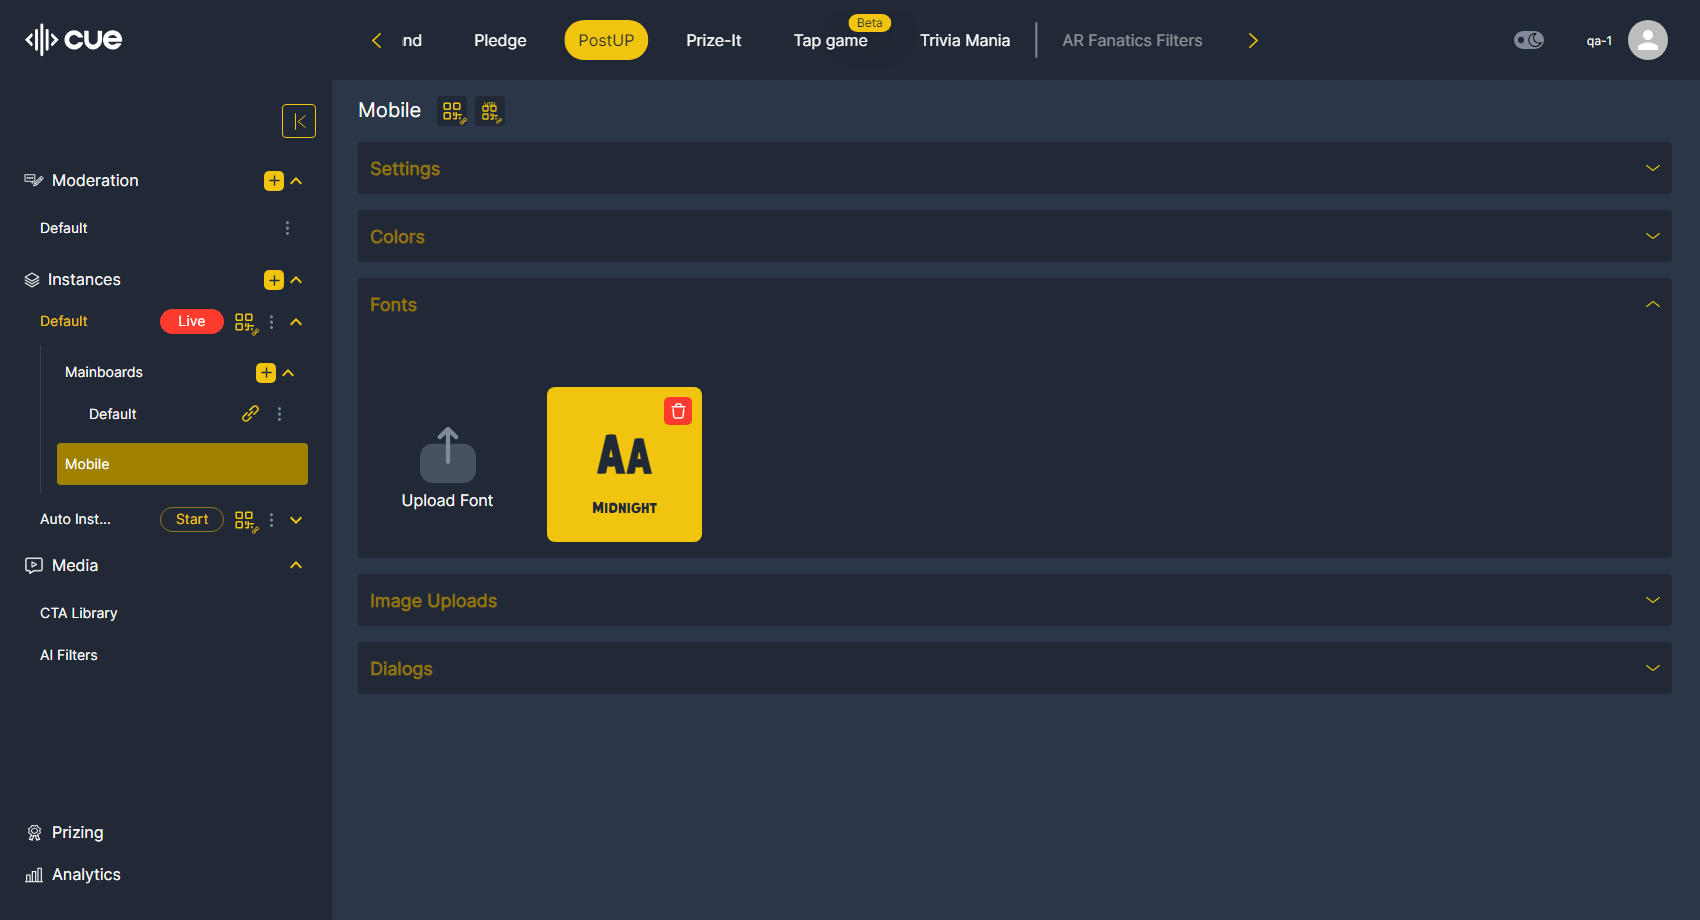 cue
nd
Pledge
PostUP
Prize-It
Beta
Tap game
Trivia Mania
AR Fanatics Filters
qa-1
Moderation
Default
Instances
Default
Live
Mainboards
Default
Mobile
Auto Inst...
Start
Media
CTA Library
AI Filters
Prizing
Analytics
Mobile
VIP
Settings
Colors
Fonts
Upload Font
AA
MIDNIGHT
Image Uploads
Dialogs